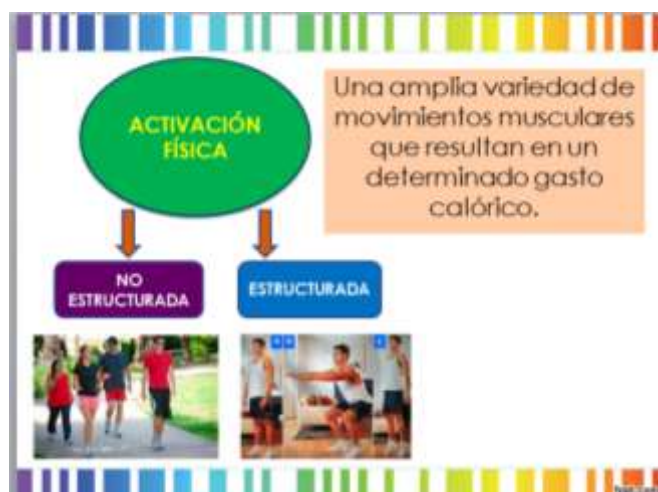 ACTIVACIÓN
FÍSICA
Una amplia variedad de
movimientos musculares
que resultan en un
determinado gasto
calórico.
NO
ESTRUCTURADA
ESTRUCTURADA